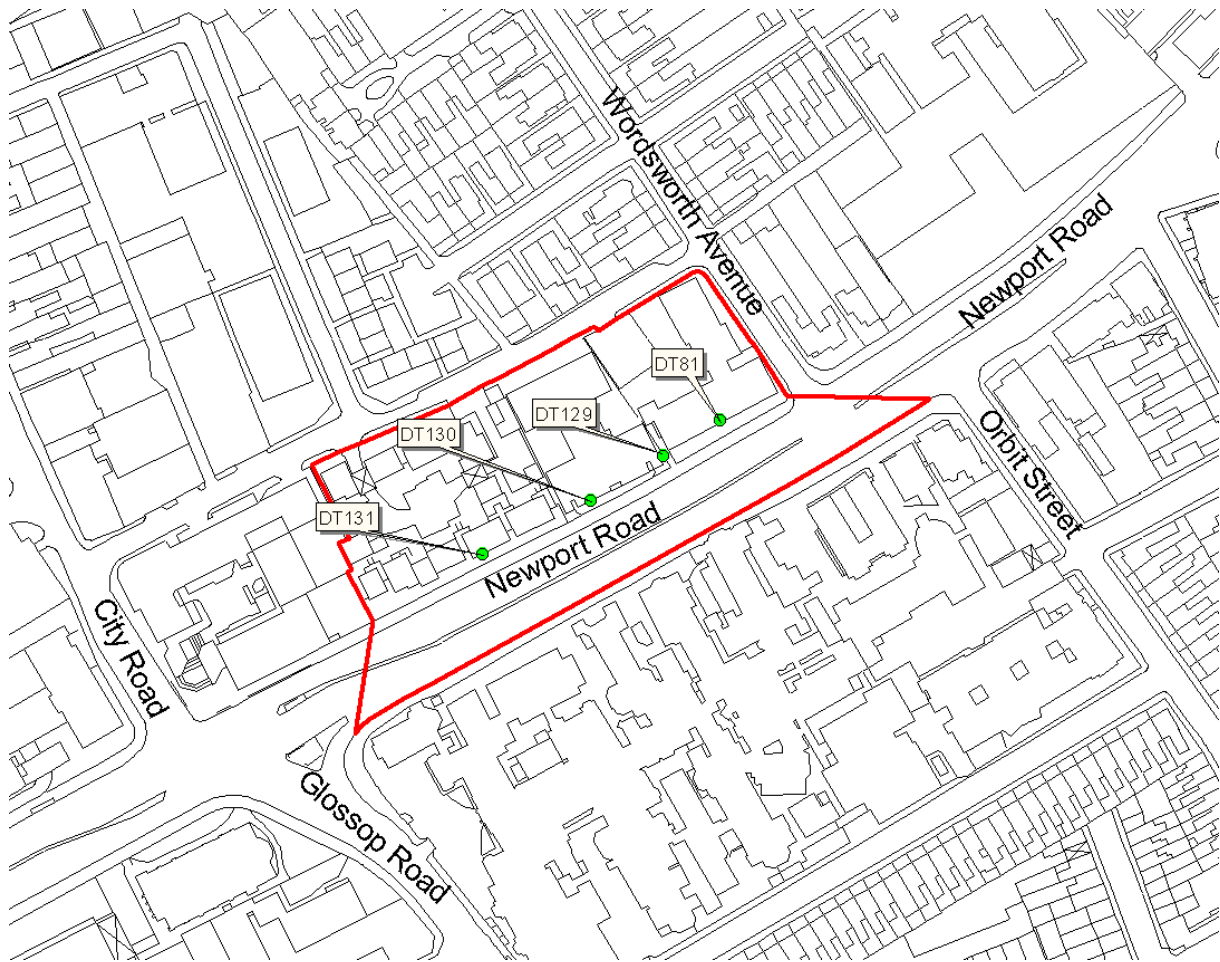 Wordsworth Avenue
Newport Road
DT81
DT129
DT130
Orbit Street
DT131
Newport Road
City Road
Glossop Road